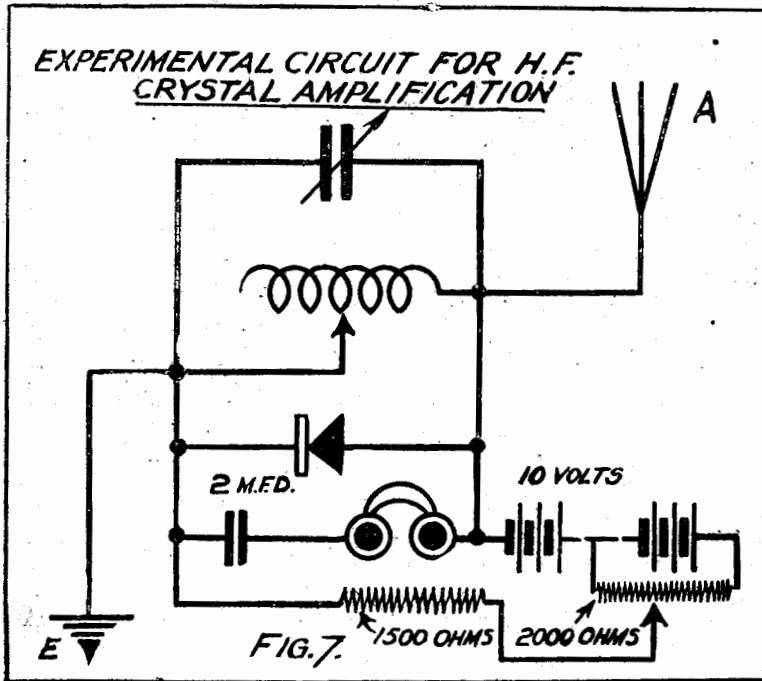 EXPERIMENTAL CIRCUIT FOR H.F.
CRYSTAL AMPLIFICATION
A
2 M.F.D.
10 VOLTS
1500 OHMS
2000 OHMS
E
FIG.7.